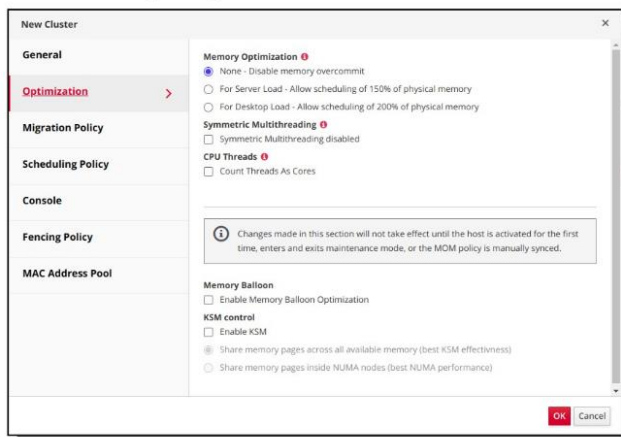 New Cluster
×
General
Optimization
Migration Policy
Scheduling Policy
Console
Fencing Policy
MAC Address Pool
Memory Optimization
None - Disable memory overcommit
For Server Load - Allow scheduling of 150% of physical memory
For Desktop Load - Allow scheduling of 200% of physical memory
Symmetric Multithreading
Symmetric Multithreading disabled
CPU Threads
Count Threads As Cores
Changes made in this section will not take effect until the host is activated for the first
time, enters and exits maintenance mode, or the MOM policy is manually synced.
Memory Balloon
Enable Memory Balloon Optimization
KSM control
Enable KSM
Share memory pages across all available memory (best KSM effectivness)
Share memory pages inside NUMA nodes (best NUMA performance)
OK
Cancel